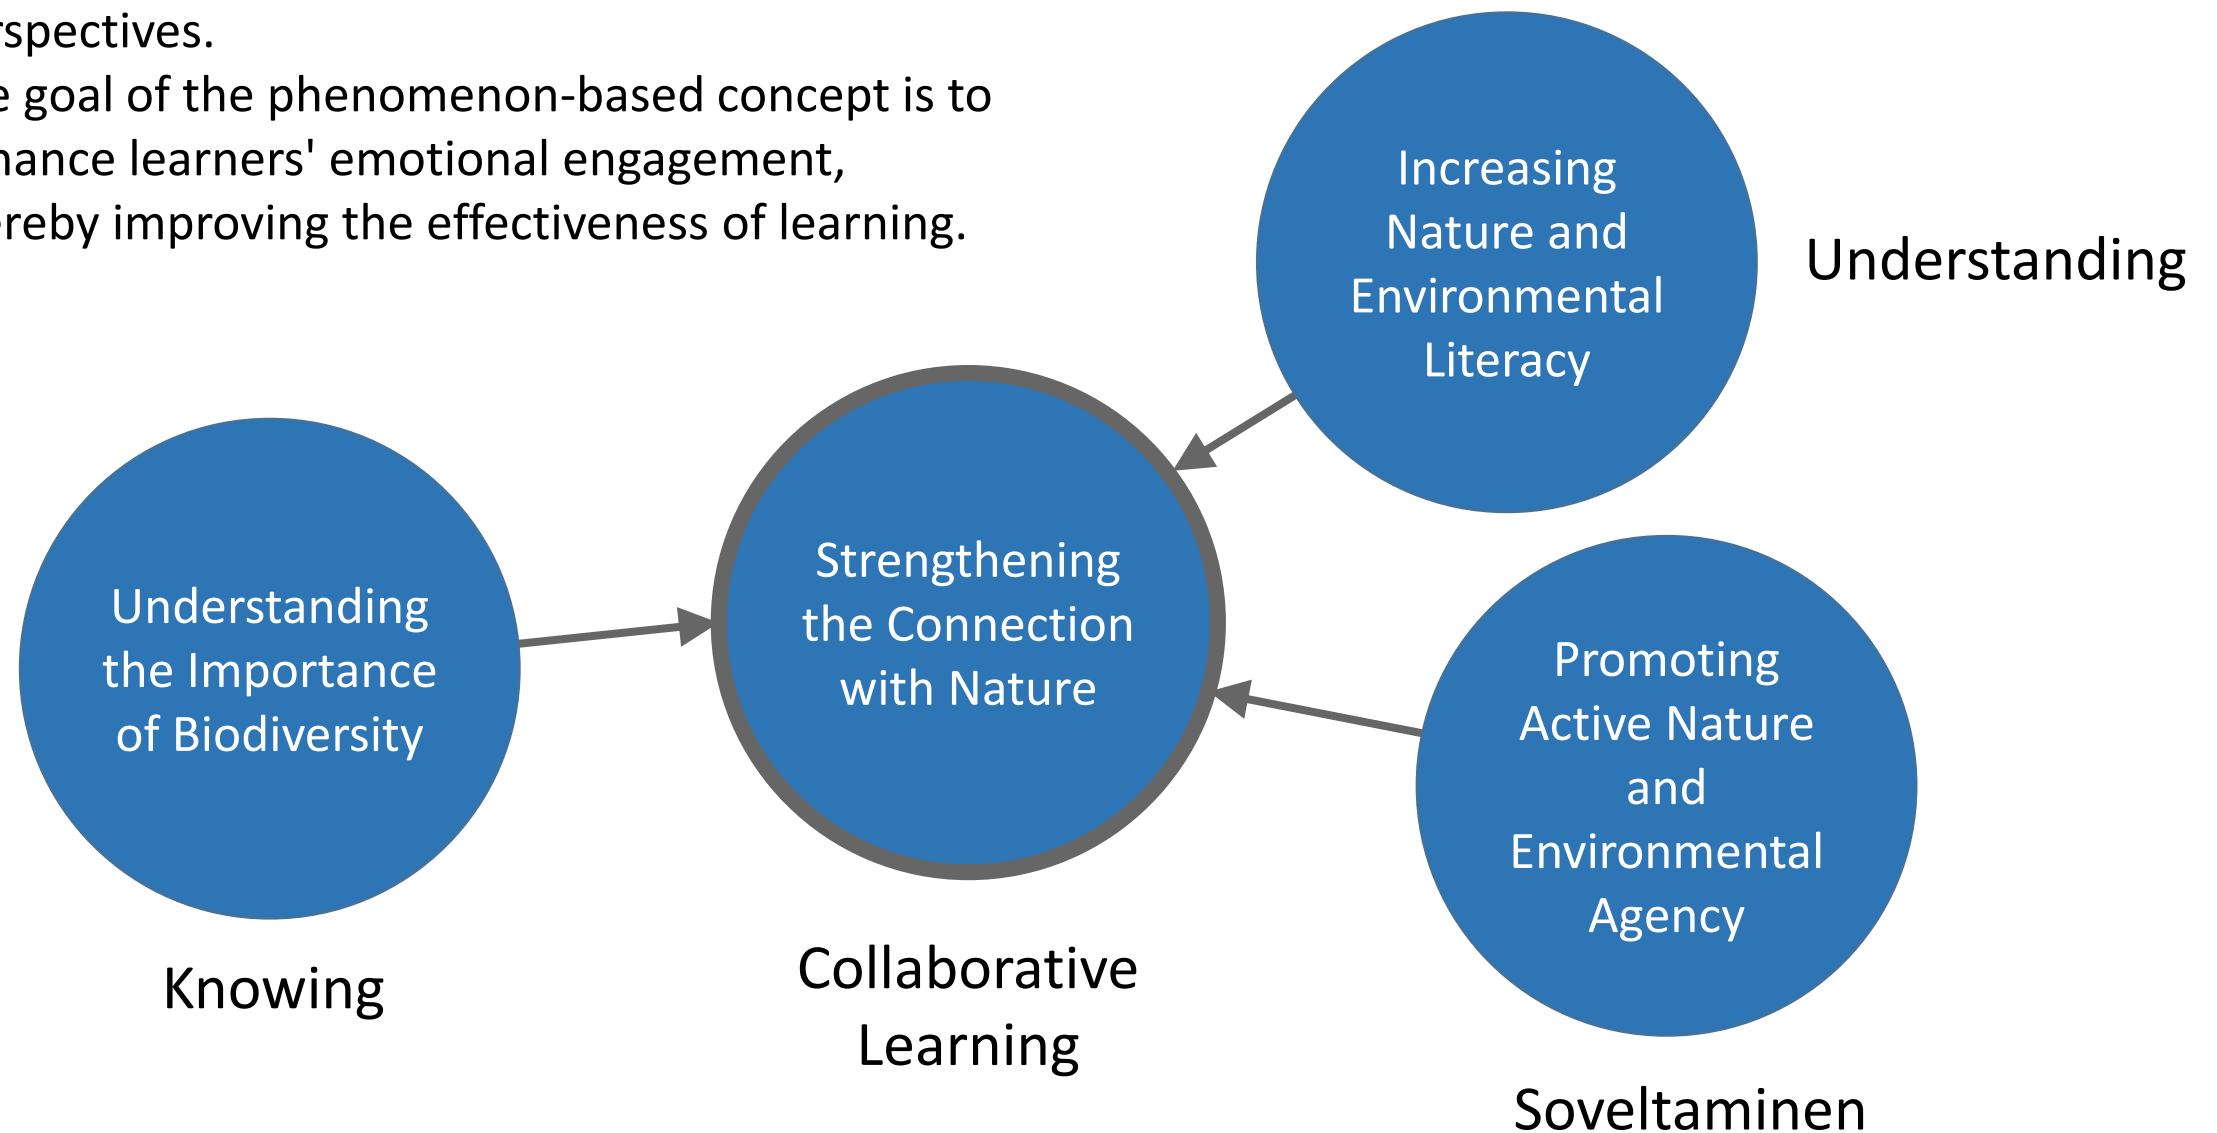 rspectives.
e goal of the phenomenon-based concept is to
hance learners' emotional engagement,
ereby improving the effectiveness of learning.
Increasing
Nature and
Environmental
Literacy
Understanding
Understanding
the Importance
of Biodiversity
Knowing
Strengthening
the Connection
with Nature
Collaborative
Learning
Promoting
Active Nature
and
Environmental
Agency
Soveltaminen